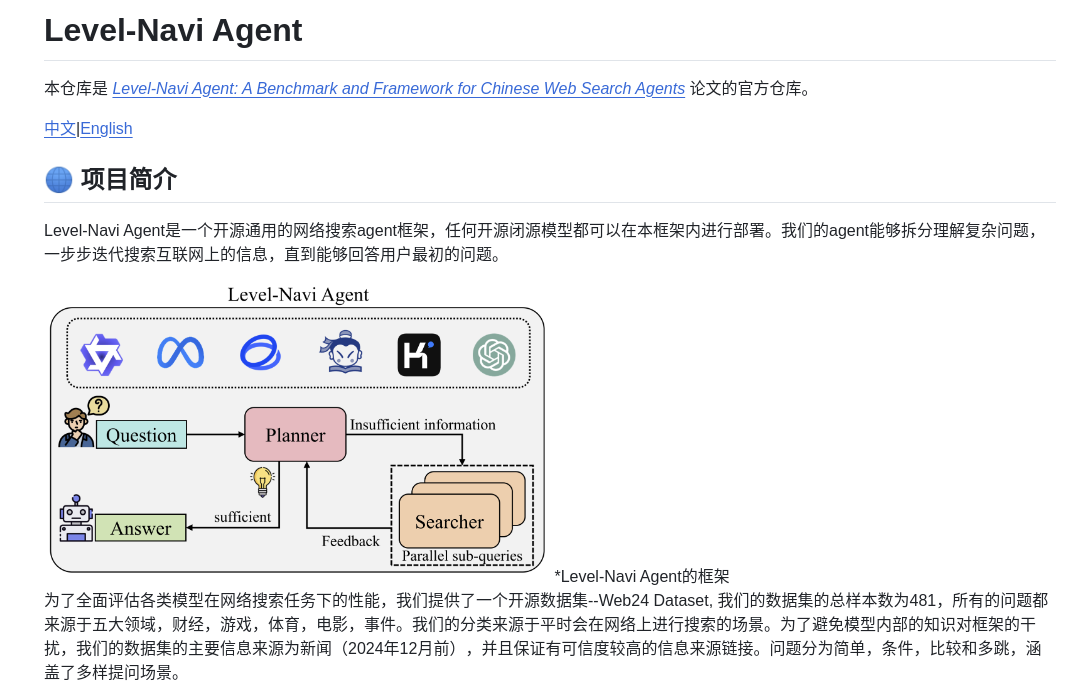 Level-Navi Agent
本仓库是 Level-Navi Agent: A Benchmark and Framework for Chinese Web Search Agents 论文的官方仓库。
中文|English
项目简介
Level-Navi Agent是一个开源通用的网络搜索agent框架，任何开源闭源模型都可以在本框架内进行部署。我们的agent能够拆分理解复杂问题，
一步步迭代搜索互联网上的信息，直到能够回答用户最初的问题。
Level-Navi Agent
K
?
Question
Planner
Insufficient information
sufficient
Answer
Feedback
Searcher
Parallel sub-queries
*Level-Navi Agent的框架
为了全面评估各类模型在网络搜索任务下的性能，我们提供了一个开源数据集--Web24 Dataset, 我们的数据集的总样本数为481，所有的问题都
来源于五大领域，财经，游戏，体育，电影，事件。我们的分类来源于平时会在网络上进行搜索的场景。为了避免模型内部的知识对框架的干
扰，我们的数据集的主要信息来源为新闻（2024年12月前），并且保证有可信度较高的信息来源链接。问题分为简单，条件，比较和多跳，涵
盖了多样提问场景。